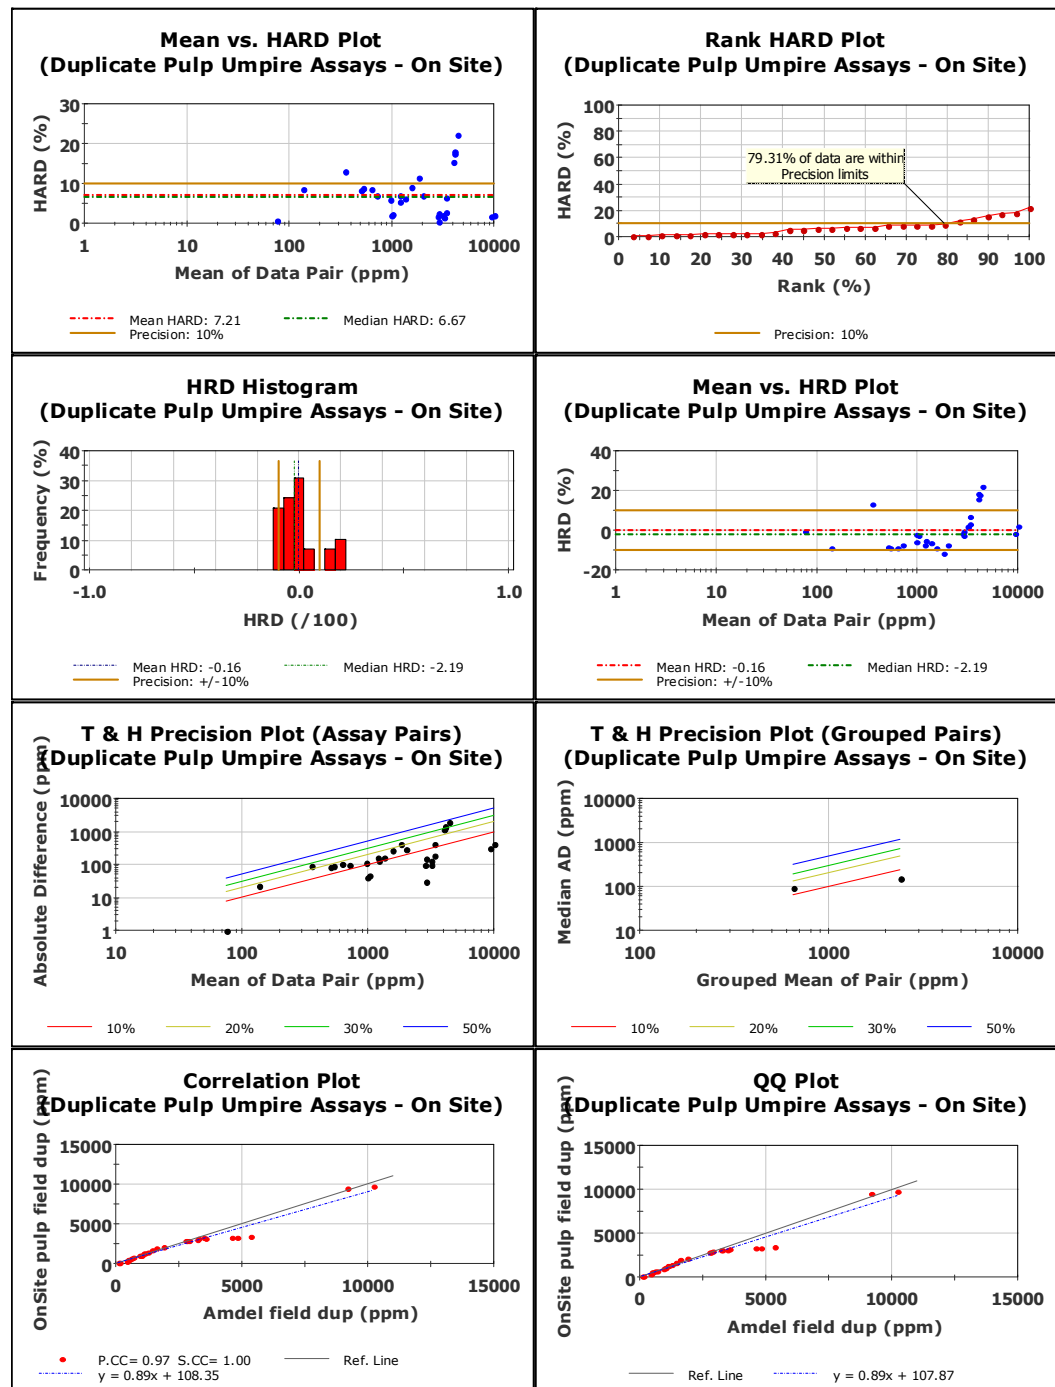 Mean vs. HARD Plot
(Duplicate Pulp Umpire Assays - On Site)
HARD (%)
30
20
10
0
1
10
100
1000
10000
Mean of Data Pair (ppm)
Mean HARD: 7.21
Median HARD: 6.67
Precision: 10%
Rank HARD Plot
(Duplicate Pulp Umpire Assays - On Site)
HARD (%)
100
80
60
40
20
0
79.31% of data are within
Precision limits
0
10
20
30
40
50
60
70
80
90
100
Rank (%)
Precision: 10%
HRD Histogram
(Duplicate Pulp Umpire Assays - On Site)
Frequency (%)
40
30
20
10
0
-1.0
0.0
1.0
HRD (/100)
Mean HRD: -0.16
Median HRD: -2.19
Precision: +/-10%
Mean vs. HRD Plot
(Duplicate Pulp Umpire Assays - On Site)
HRD (%)
40
20
0
-20
1
10
100
1000
10000
Mean of Data Pair (ppm)
Mean HRD: -0.16
Median HRD: -2.19
Precision: +/-10%
T & H Precision Plot (Assay Pairs)
(Duplicate Pulp Umpire Assays - On Site)
Absolute Difference (ppm)
10000
1000
100
10
1
10
100
1000
10000
Mean of Data Pair (ppm)
10%
20%
30%
50%
T & H Precision Plot (Grouped Pairs)
(Duplicate Pulp Umpire Assays - On Site)
Median AD (ppm)
10000
1000
100
10
100
1000
10000
Grouped Mean of Pair (ppm)
10%
20%
30%
50%
Correlation Plot
(Duplicate Pulp Umpire Assays - On Site)
OnSite pulp field dup (ppm)
15000
10000
5000
0
0
5000
10000
15000
Amdel field dup (ppm)
P.CC= 0.97 S.CC= 1.00
Ref. Line
y = 0.89x + 108.35
QQ Plot
(Duplicate Pulp Umpire Assays - On Site)
OnSite pulp field dup (ppm)
15000
10000
5000
0
0
5000
10000
15000
Amdel field dup (ppm)
Ref. Line
y = 0.89x + 107.87